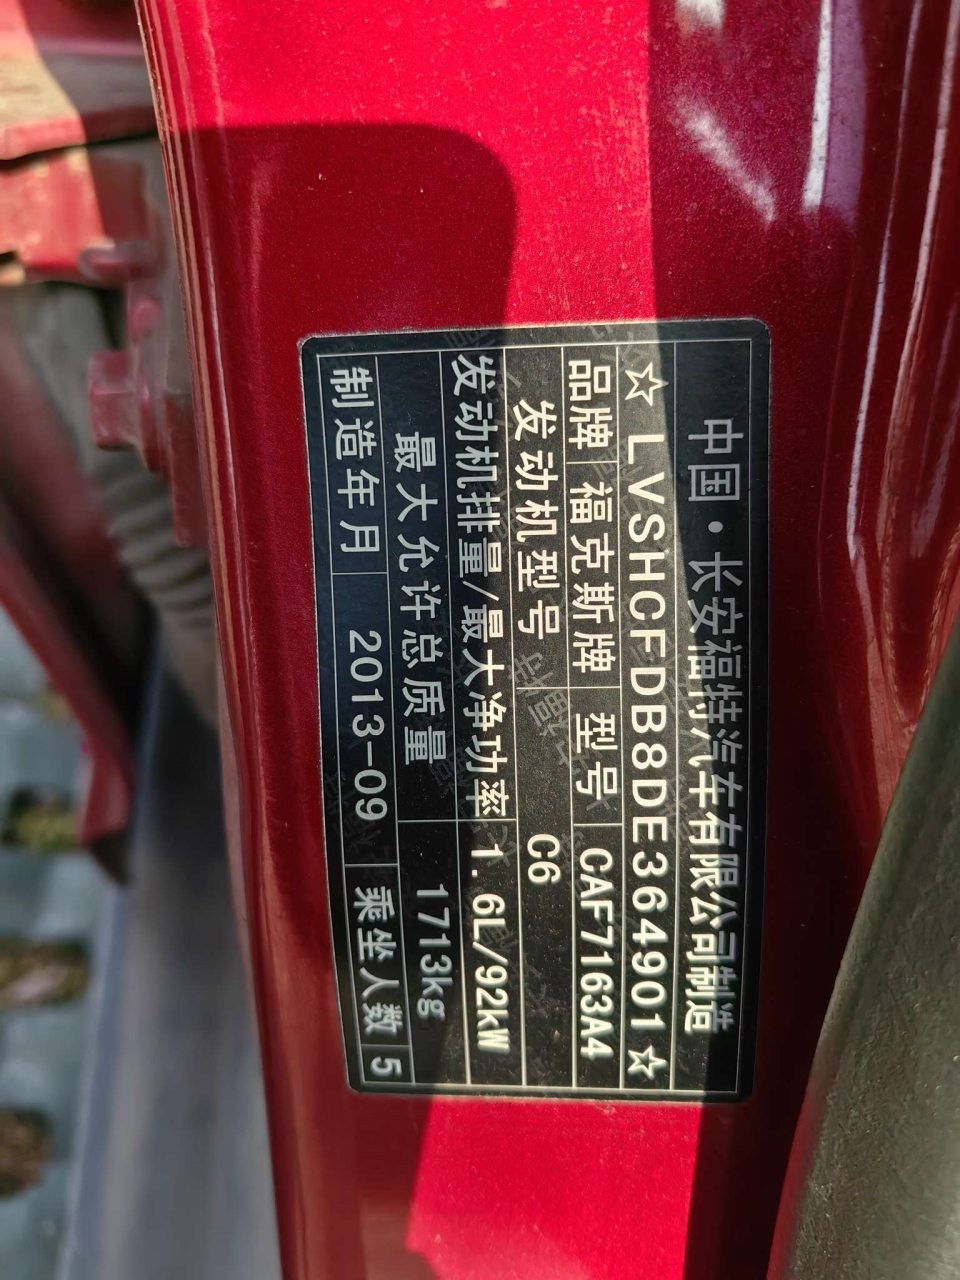 中国·长安福特汽车有限公司制造
☆LVSHCFDB8DE364901☆
品牌 福克斯牌 型号 CAF7163A4
发动机型号 C6
发动机排量/最大净功率 1.6L/92kW
最大允许总质量 1713kg
制造年月 2013-09 乘坐人数 5